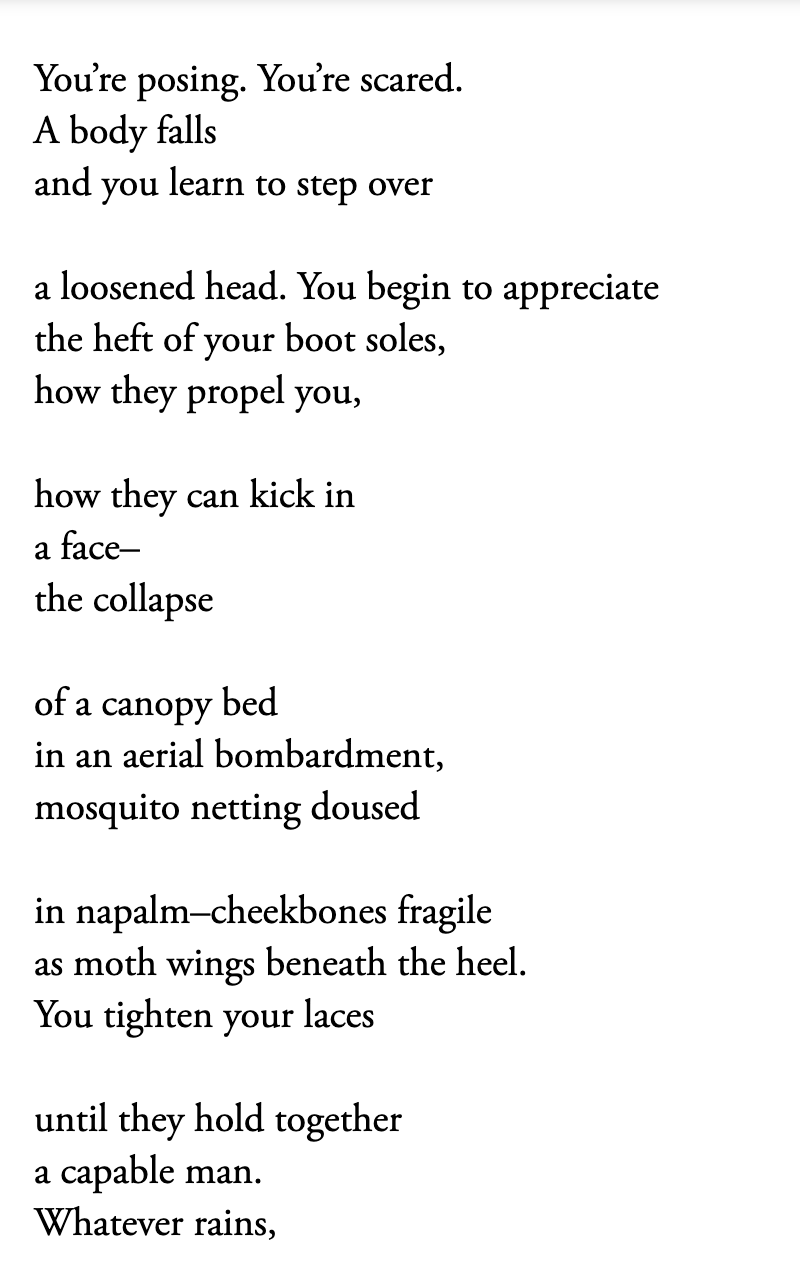 You’re posing. You’re scared.
A body falls
and you learn to step over
a loosened head. You begin to appreciate
the heft of your boot soles,
how they propel you,
how they can kick in
a face–
the collapse
of a canopy bed
in an aerial bombardment,
mosquito netting doused
in napalm–cheekbones fragile
as moth wings beneath the heel.
You tighten your laces
until they hold together
a capable man.
Whatever rains,